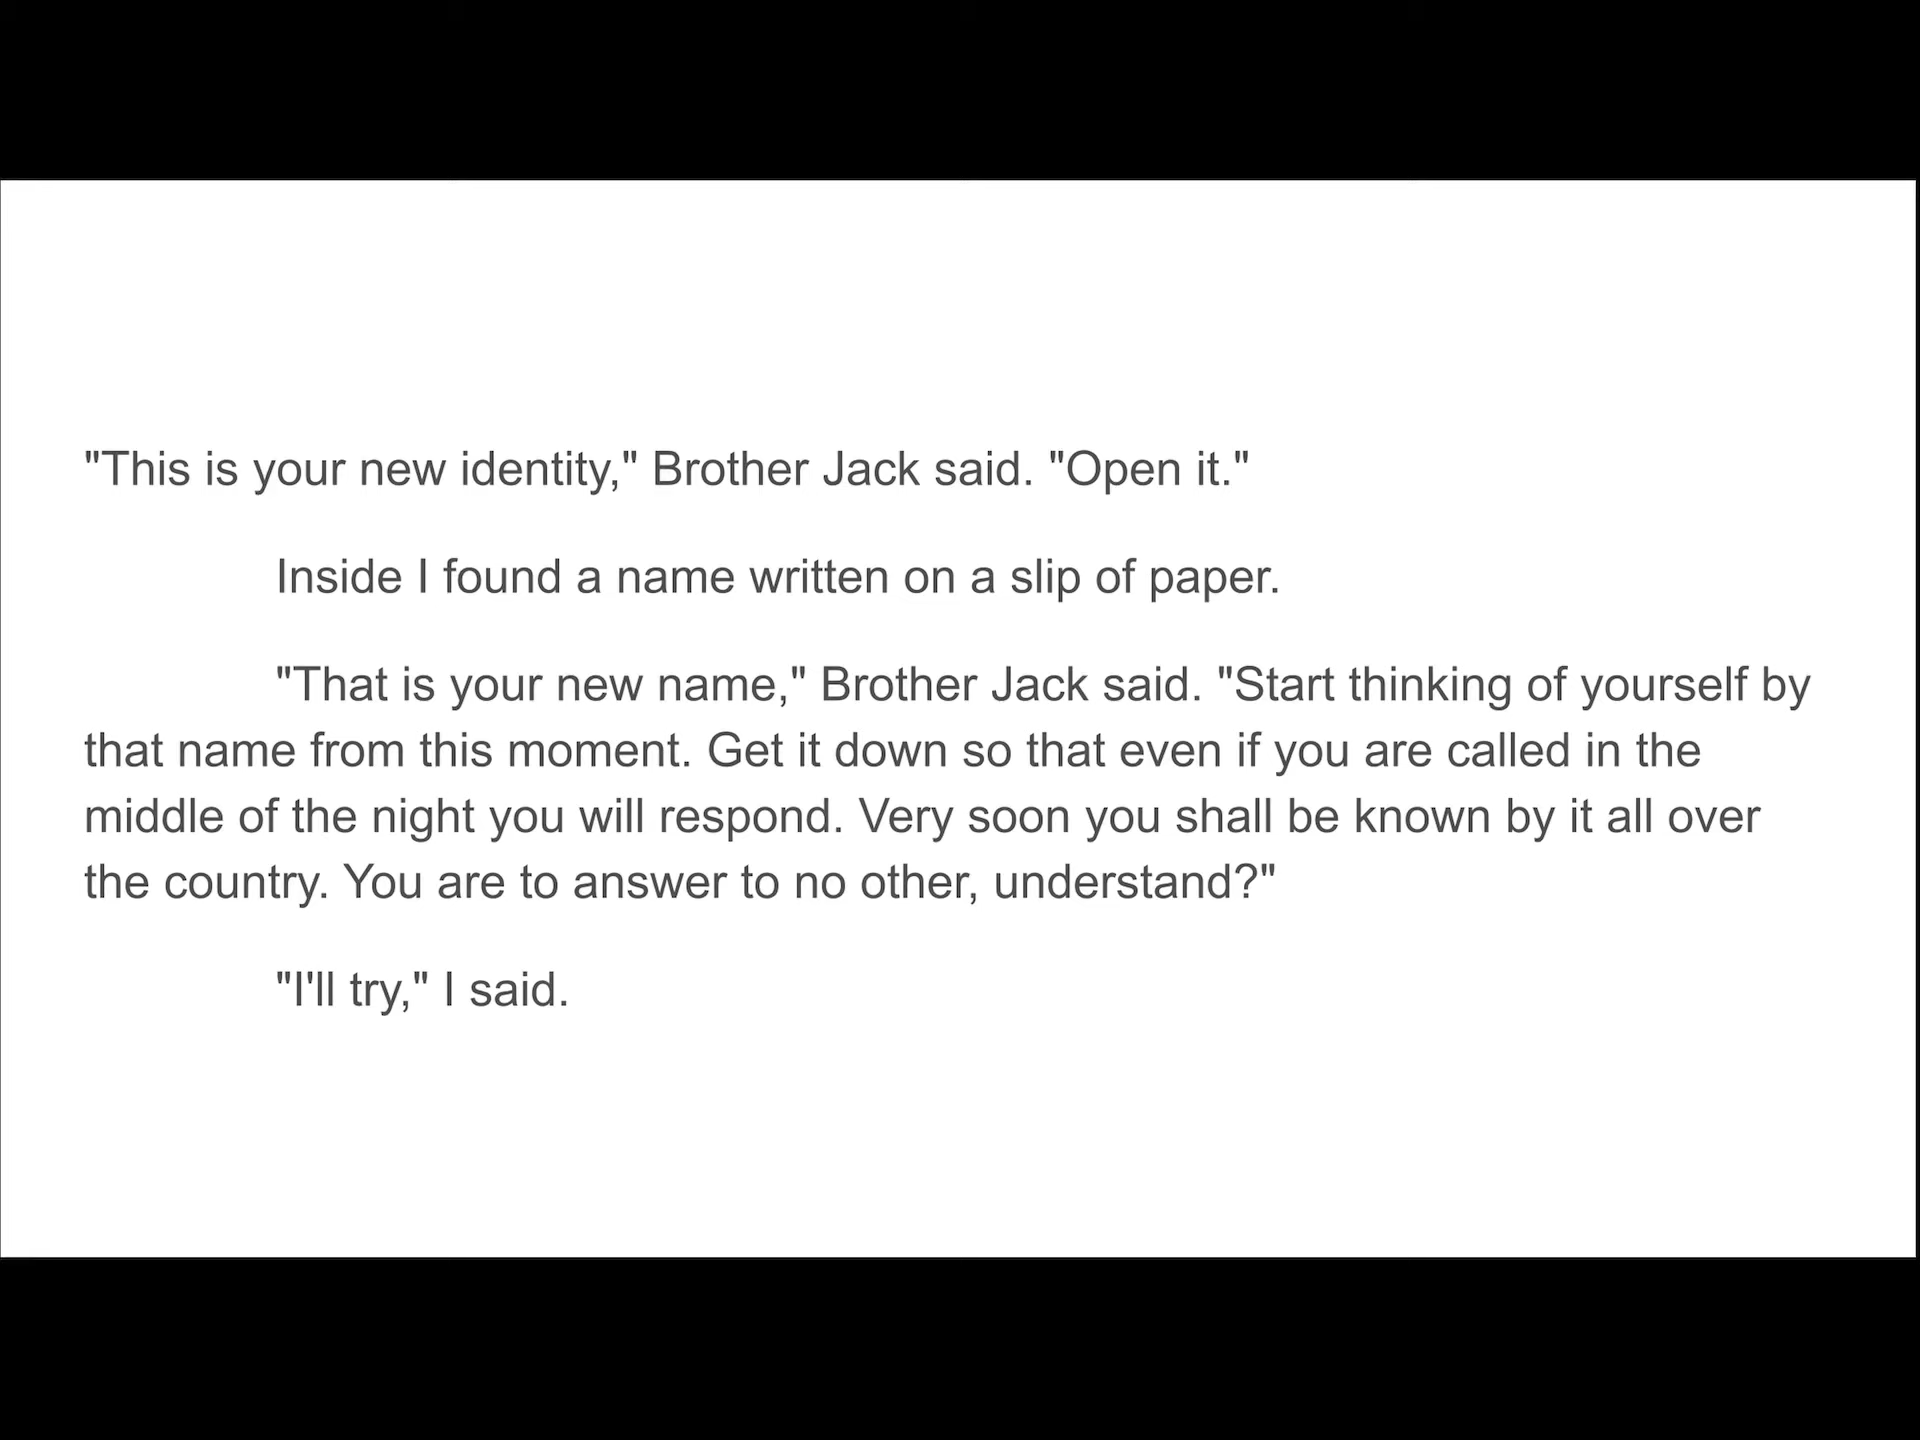 "This is your new identity," Brother Jack said. "Open it."
Inside I found a name written on a slip of paper.
"That is your new name," Brother Jack said. "Start thinking of yourself by
that name from this moment. Get it down so that even if you are called in the
middle of the night you will respond. Very soon you shall be known by it all over
the country. You are to answer to no other, understand?"
"I'll try," I said.